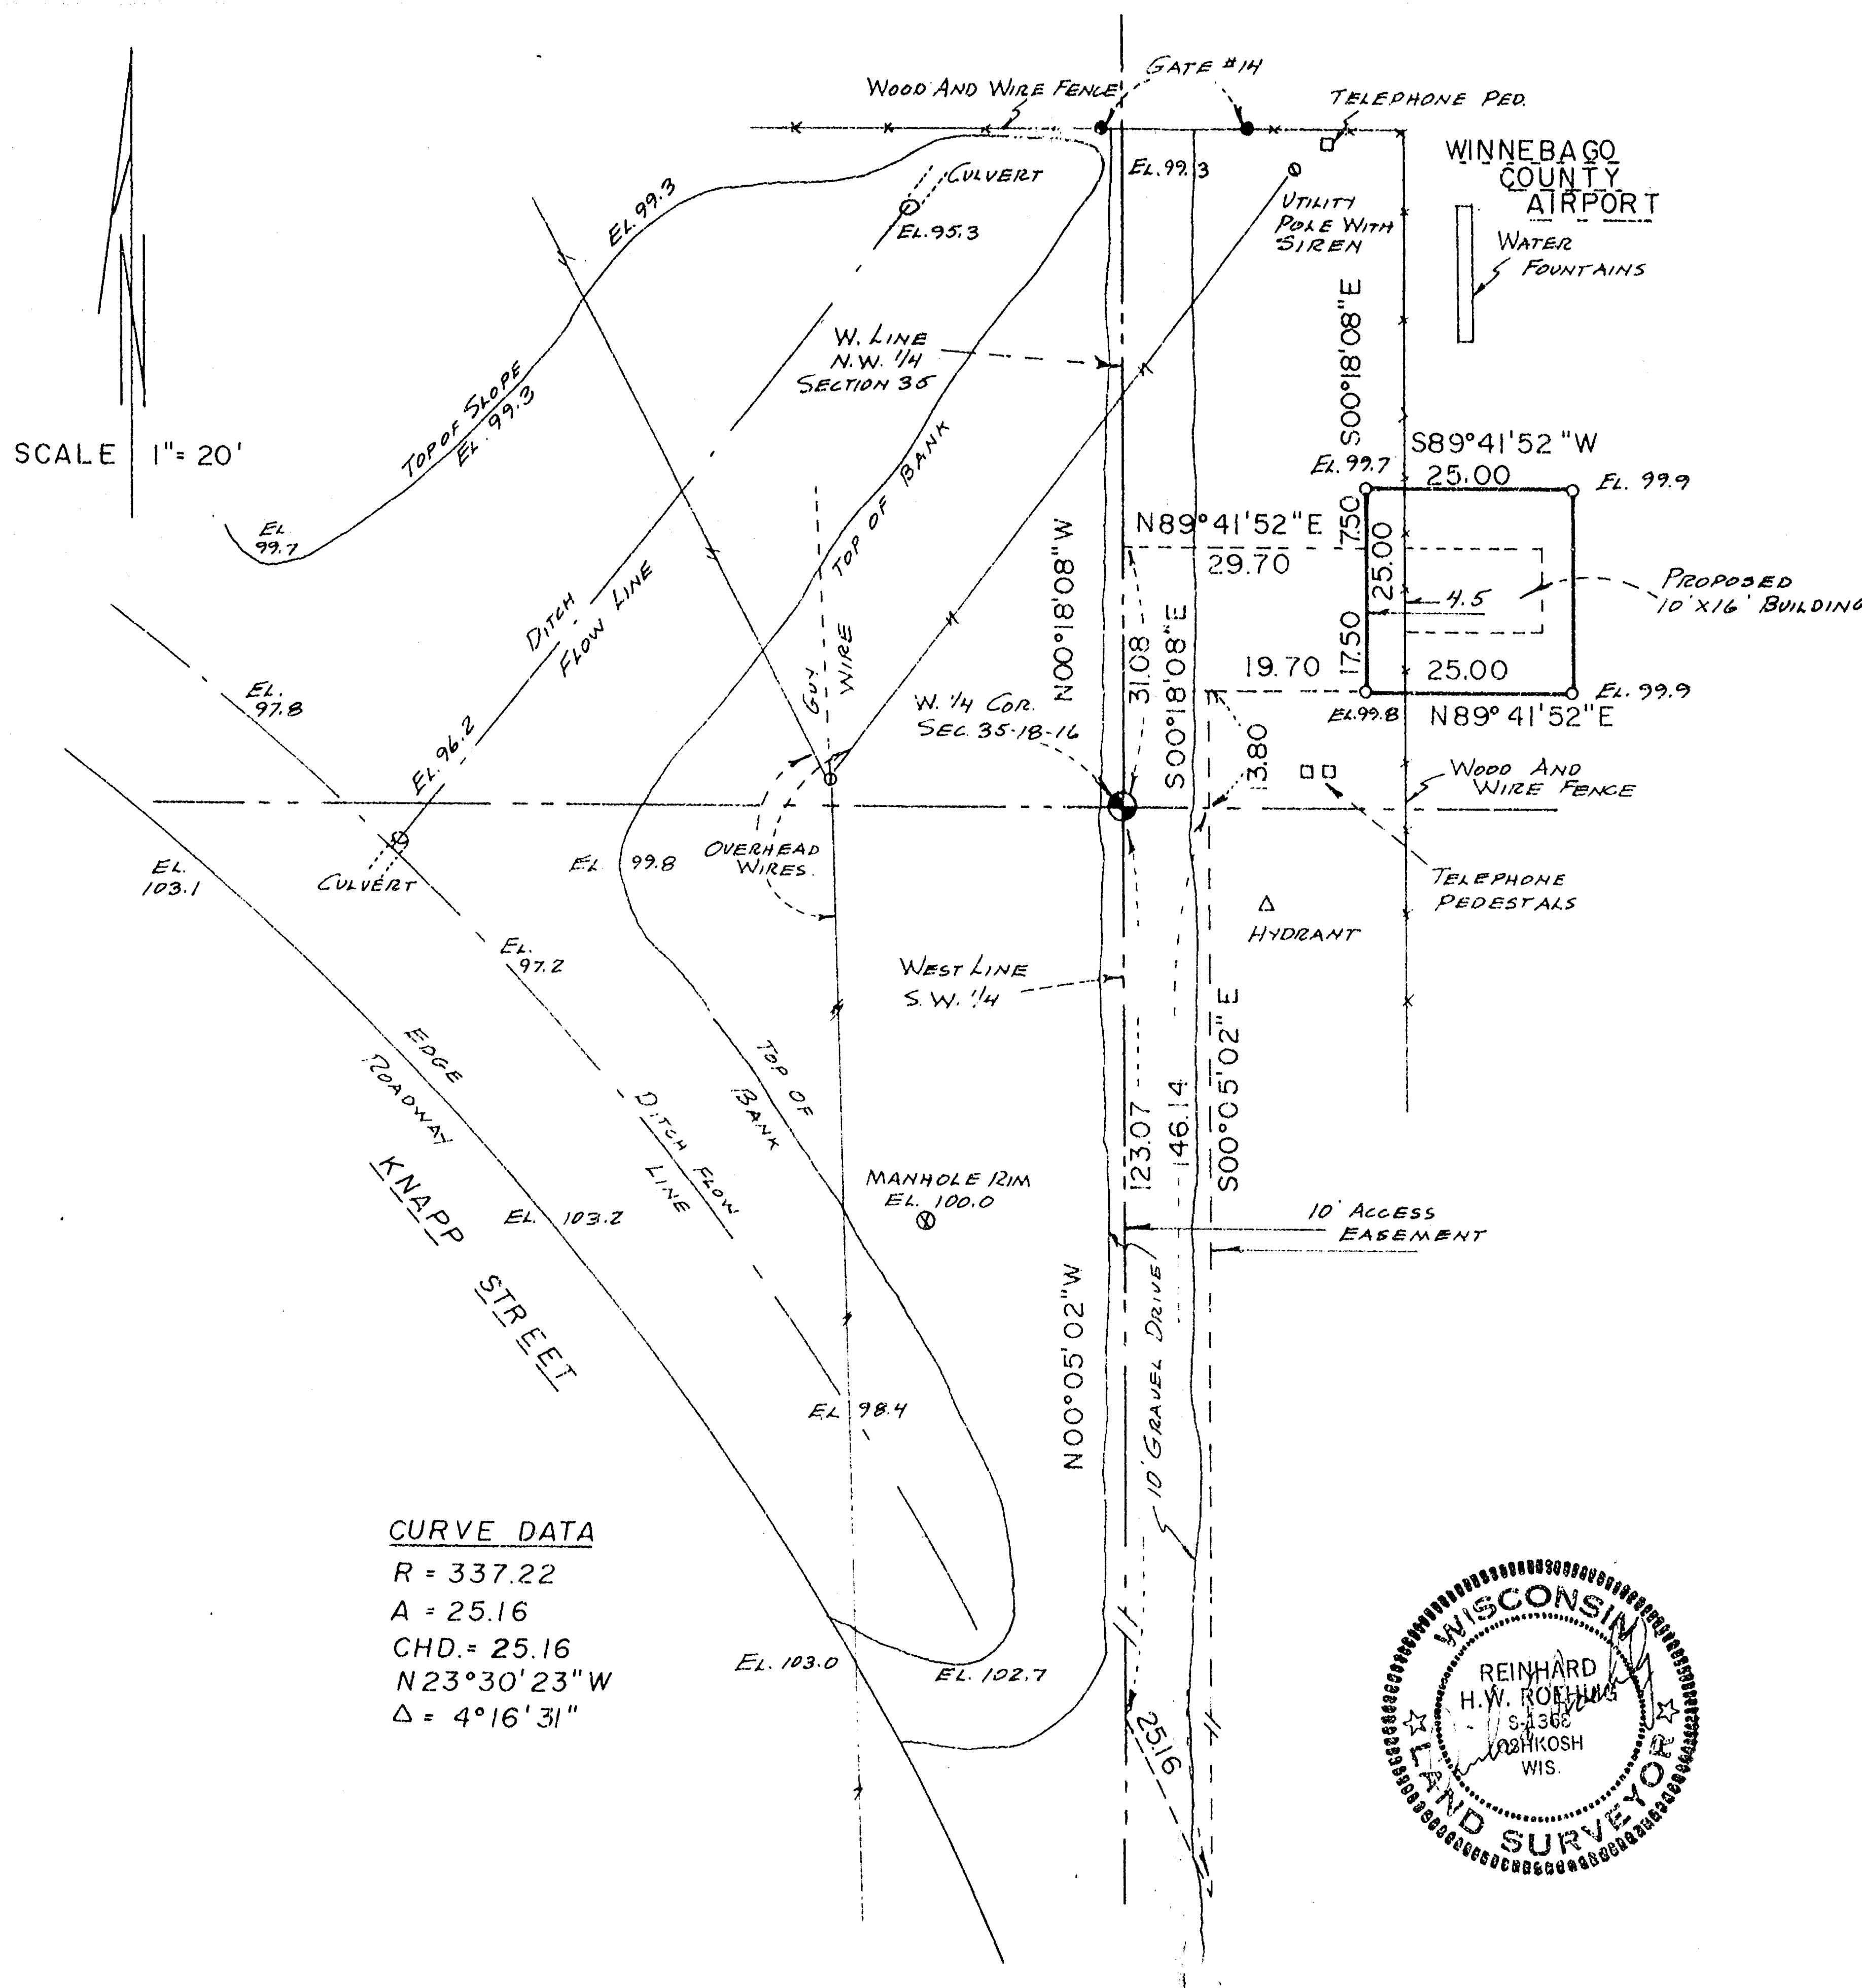 GATE #14
WOOD AND WIRE FENCE
TELEPHONE PED.
WINNEBAGO
COUNTY
AIRPORT
CULVERT
EL. 99.3
EL. 99.3
EL. 95.3
UTILITY
POLE WITH
SIREN
WATER
FOUNTAINS
W. LINE
N.W. 1/4
SECTION 35
S00°18'08"E
TOP OF SLOPE
EL. 99.3
SCALE 1"= 20'
TOP OF BANK
S89°41'52"W
EL. 99.7
25.00
EL. 99.9
EL.
99.7
N89°41'52"E
29.70
7.50
25.00
N00°18'08"W
PROPOSED
10'X16' BUILDING
4.5
DITCH
FLOW LINE
GUY
WIRE
31.08
S00°18'08"E
17.50
19.70
25.00
EL. 99.9
EL. 99.8
N89°41'52"E
EL.
97.8
EL. 96.2
W. 1/4 COR.
SEC. 35-18-16
13.80
WOOD AND
WIRE FENCE
OVERHEAD
WIRES.
EL. 99.8
EL.
103.1
CULVERT
TELEPHONE
PEDESTALS
HYDRANT
EL.
97.2
WEST LINE
S.W. 1/4
EDGE
ROADWAY
TOP OF
BANK
DITCH FLOW
LINE
123.07
146.14
S00°05'02"E
KNAPP STREET
EL. 103.2
MANHOLE RIM
EL. 100.0
10' ACCESS
EASEMENT
N00°05'02"W
10' GRAVEL DRIVE
EL 98.4
CURVE DATA
R = 337.22
A = 25.16
CHD. = 25.16
N23°30'23"W
Δ = 4°16'31"
EL. 103.0
EL. 102.7
25.16
WISCONSIN
REINHARD
H.W.
OSHKOSH
WIS.
LAND SURVEYOR